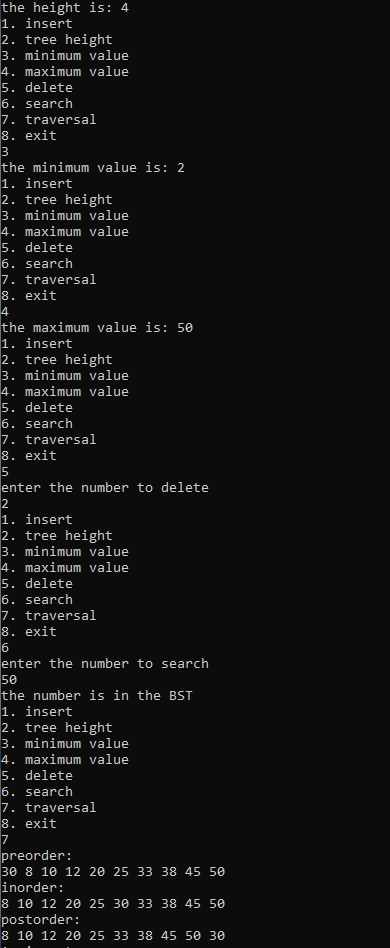 the height is: 4
1. insert
2. tree height
3. minimum value
4. maximum value
5. delete
6. search
7. traversal
8. exit
3
the minimum value is: 2
1. insert
2. tree height
3. minimum value
4. maximum value
5. delete
6. search
7. traversal
8. exit
4
the maximum value is: 50
1. insert
2. tree height
3. minimum value
4. maximum value
5. delete
6. search
7. traversal
8. exit
5
enter the number to delete
2
1. insert
2. tree height
3. minimum value
4. maximum value
5. delete
6. search
7. traversal
8. exit
6
enter the number to search
50
the number is in the BST
1. insert
2. tree height
3. minimum value
4. maximum value
5. delete
6. search
7. traversal
8. exit
7
preorder:
30 8 10 12 20 25 33 38 45 50
inorder:
8 10 12 20 25 30 33 38 45 50
postorder:
8 10 12 20 25 33 38 45 50 30